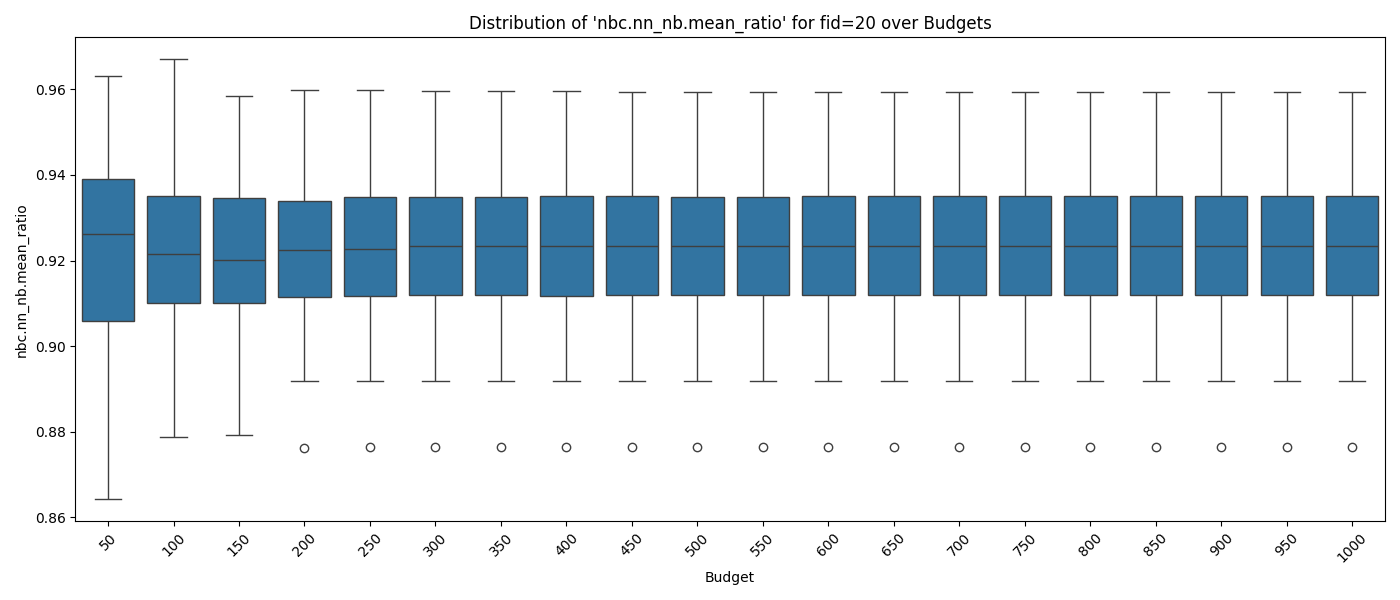 Distribution of 'nbc.nn_nb.mean_ratio' for fid=20 over Budgets
nbc.nn_nb.mean_ratio
0.96
0.94
0.92
0.90
0.88
0.86
50 100 150 200 250 300 350 400 450 500 550 600 650 700 750 800 850 900 950 1000
Budget